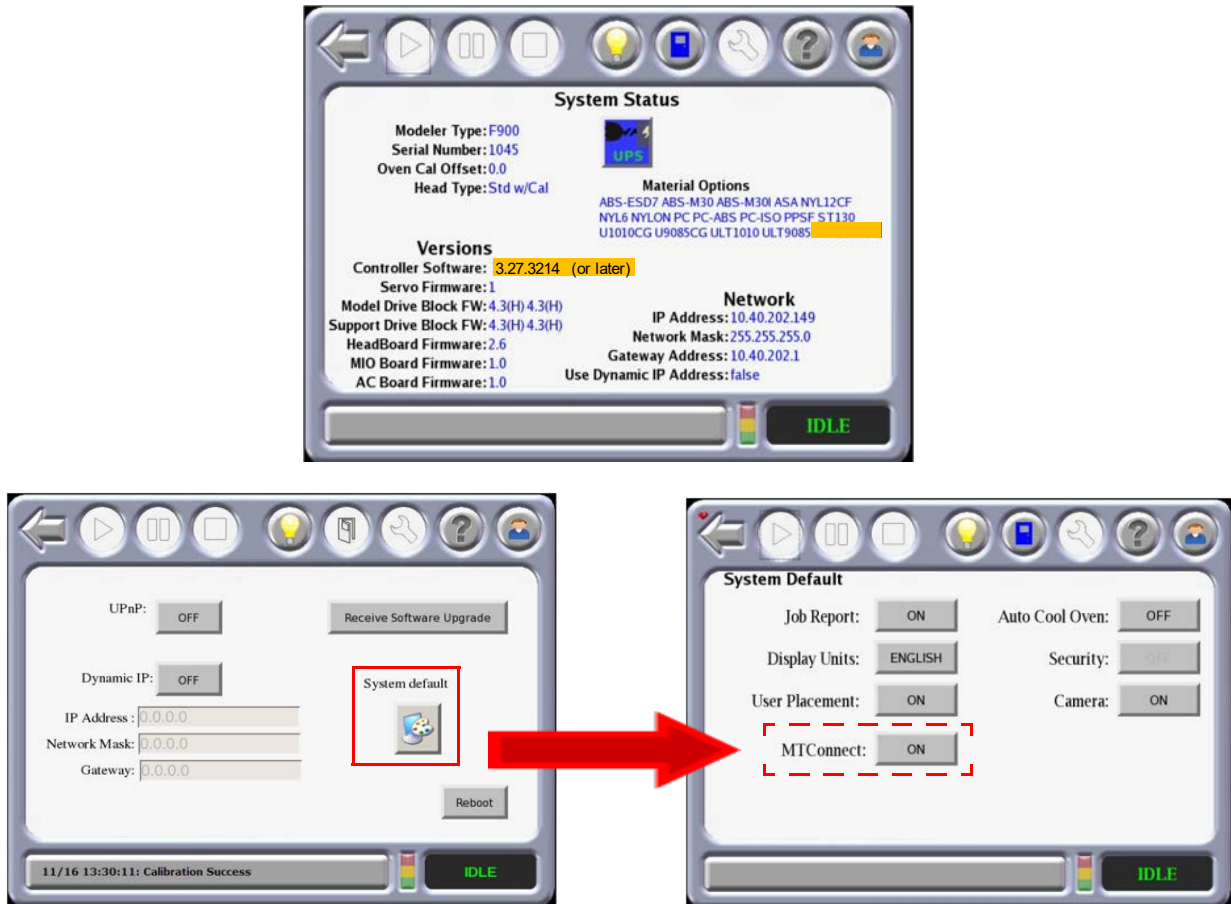 System Status
Modeler Type: F900
Serial Number: 1045
Oven Cal Offset: 0.0
Head Type: Std w/Cal
UPS
Material Options
ABS-ESD7 ABS-M30 ABS-M30I ASA NYL12CF
NYL6 NYLON PC PC-ABS PC-ISO PPSF ST130
U1010CG U9085CG ULT1010 ULT9085
Versions
Controller Software: 3.27.3214 (or later)
Servo Firmware: 1
Model Drive Block FW: 4.3(H) 4.3(H)
Support Drive Block FW: 4.3(H) 4.3(H)
HeadBoard Firmware: 2.6
MIO Board Firmware: 1.0
AC Board Firmware: 1.0
Network
IP Address: 10.40.202.149
Network Mask: 255.255.255.0
Gateway Address: 10.40.202.1
Use Dynamic IP Address: false
IDLE
UPnP: OFF
Receive Software Upgrade
Dynamic IP: OFF
System default
IP Address : 0.0.0.0
Network Mask: 0.0.0.0
Gateway: 0.0.0.0
Reboot
11/16 13:30:11: Calibration Success
IDLE
System Default
Job Report: ON
Auto Cool Oven: OFF
Display Units: ENGLISH
Security: OFF
User Placement: ON
Camera: ON
MTConnect: ON
IDLE